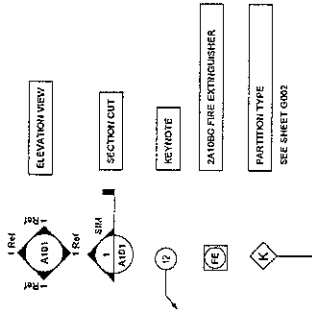 1 Ref
1
Ref
Ref
1
A101
1 Ref
ELEVATION VIEW
SIM
1
A101
SECTION CUT
12
KEYNOTE
FE
2A10BC FIRE EXTINGUISHER
K
PARTITION TYPE
SEE SHEET G002